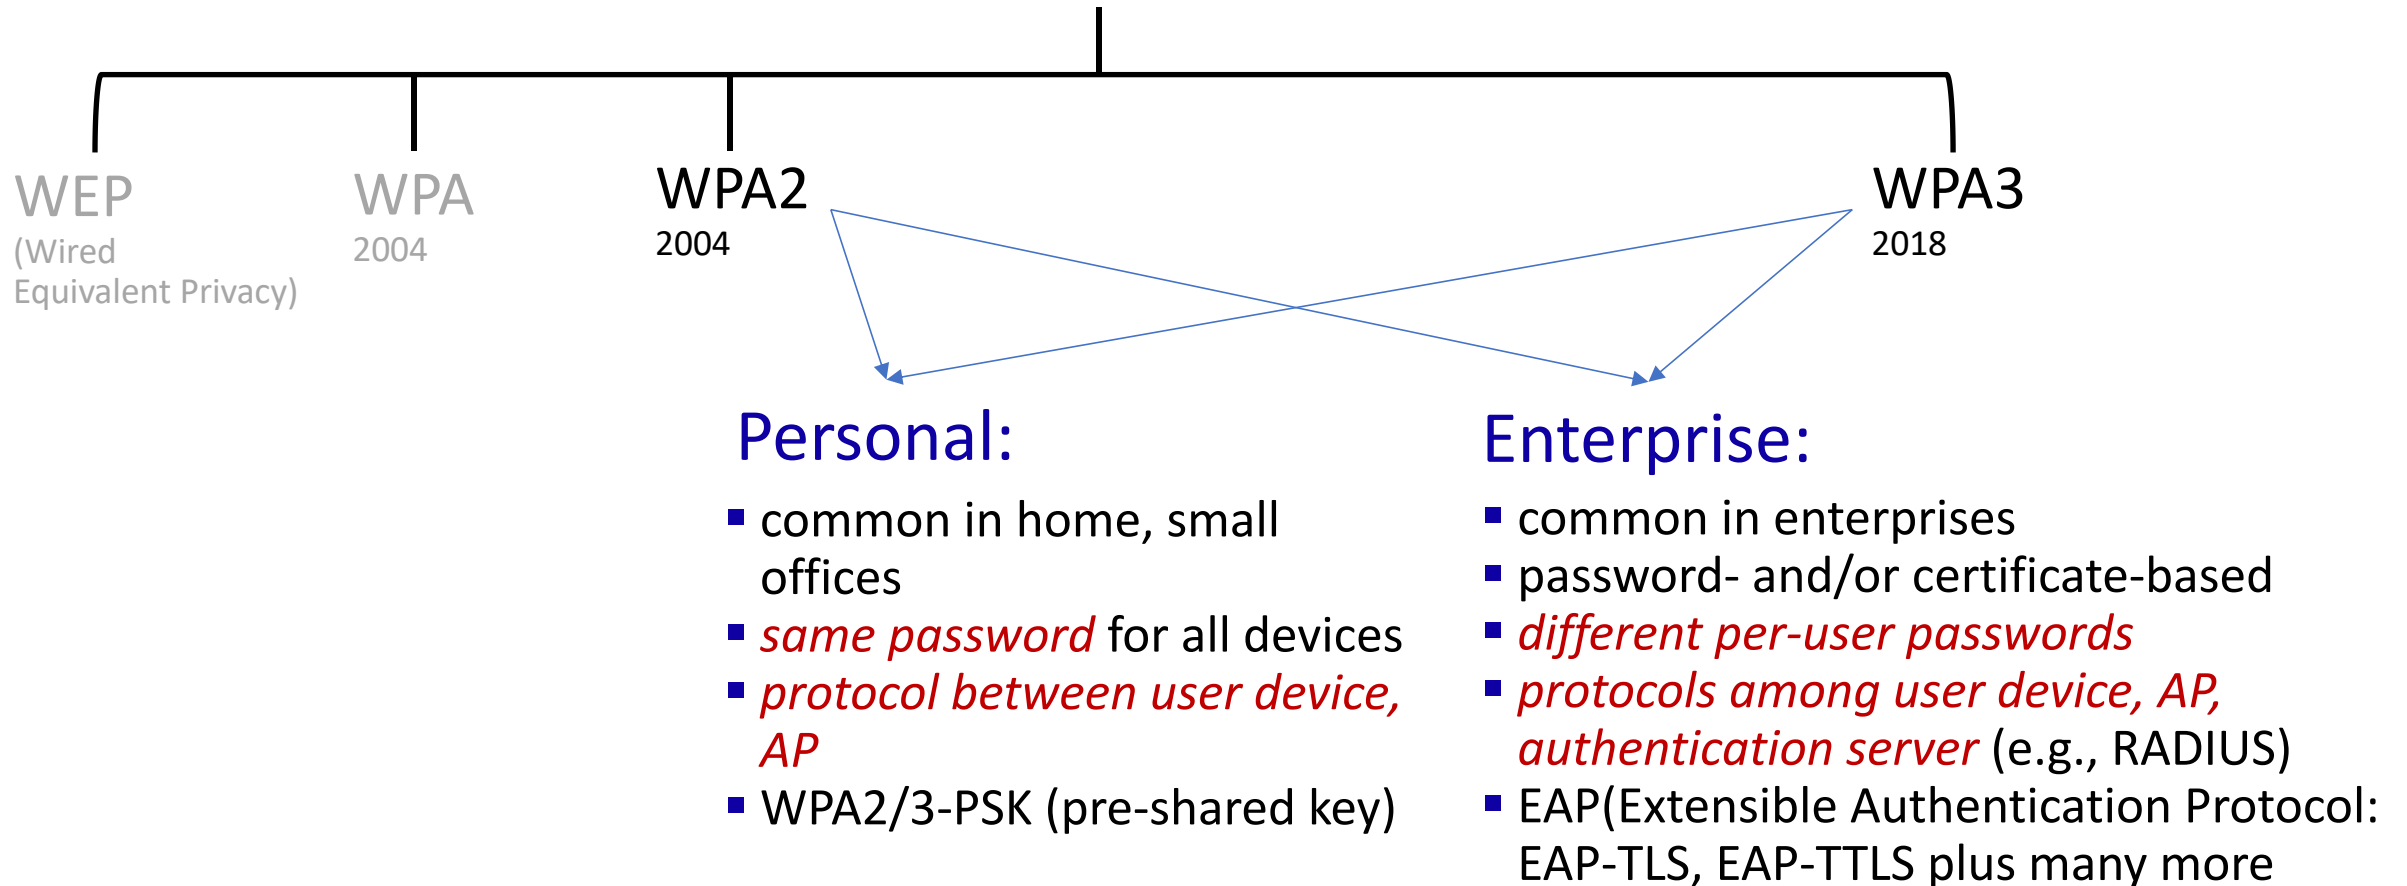 WEP
(Wired
Equivalent Privacy)
WPA
2004
WPA2
2004
WPA3
2018
Personal:
▪ common in home, small
offices
▪ same password for all devices
▪ protocol between user device,
AP
▪ WPA2/3-PSK (pre-shared key)
Enterprise:
▪ common in enterprises
▪ password- and/or certificate-based
▪ different per-user passwords
▪ protocols among user device, AP,
authentication server (e.g., RADIUS)
▪ EAP(Extensible Authentication Protocol:
EAP-TLS, EAP-TTLS plus many more